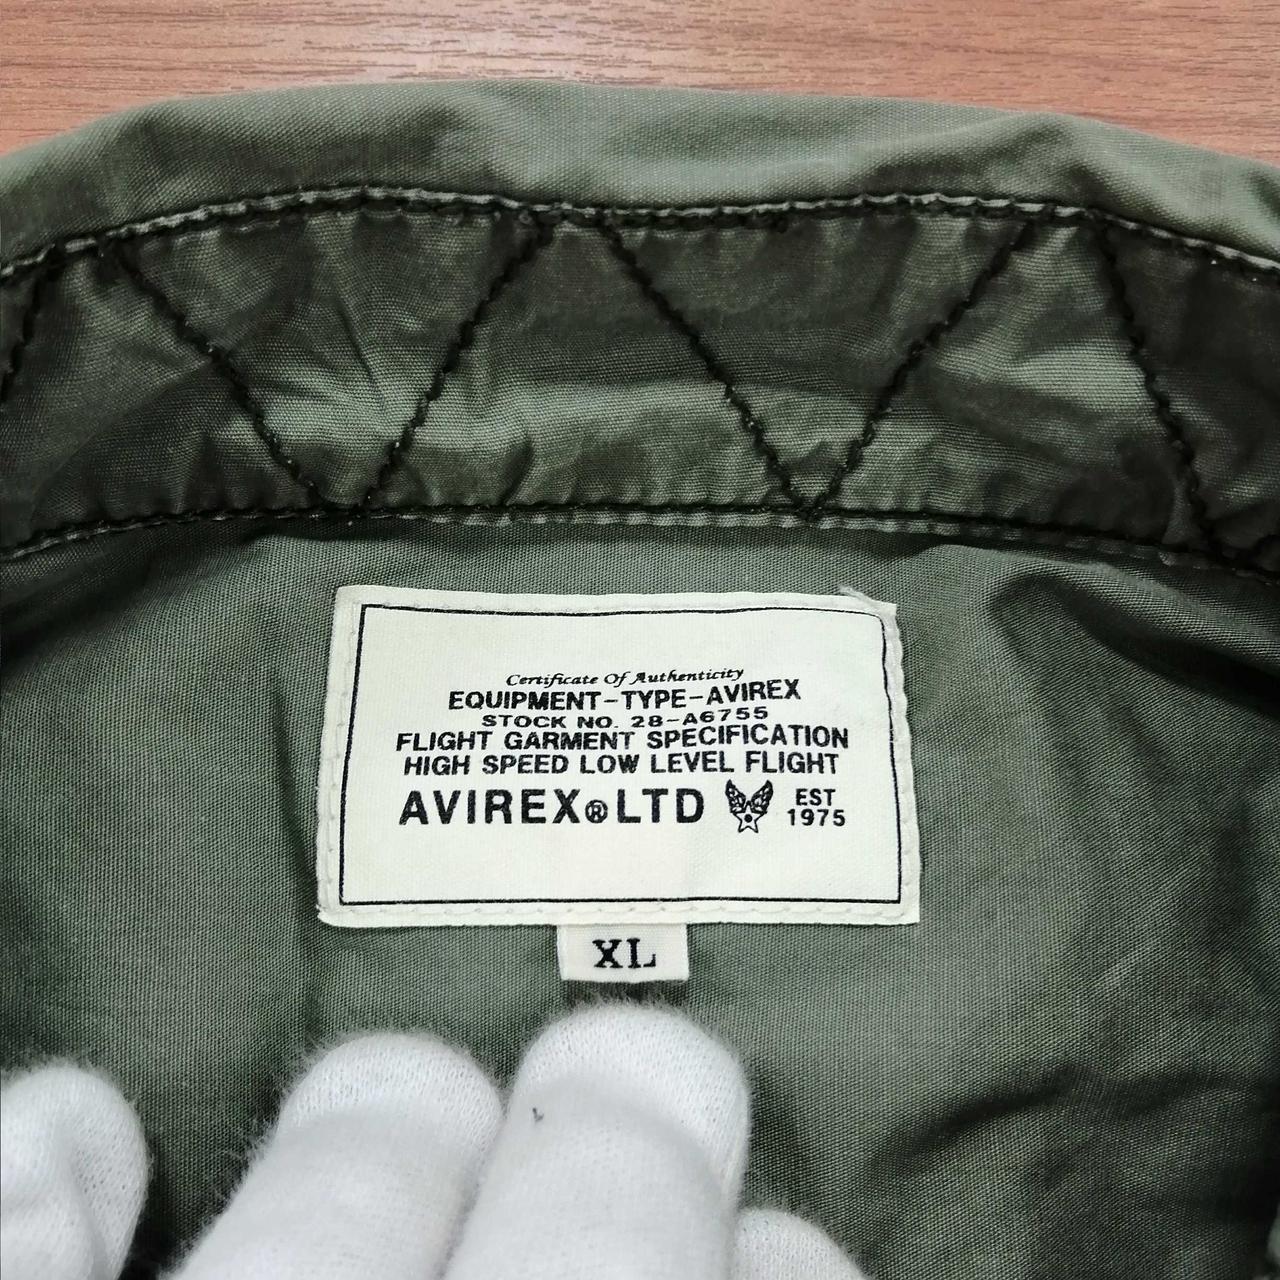 Certificate Of Authenticity
EQUIPMENT-TYPE-AVIREX
STOCK NO. 28-A6755
FLIGHT GARMENT SPECIFICATION
HIGH SPEED LOW LEVEL FLIGHT
AVIREX® LTD EST 1975
XL